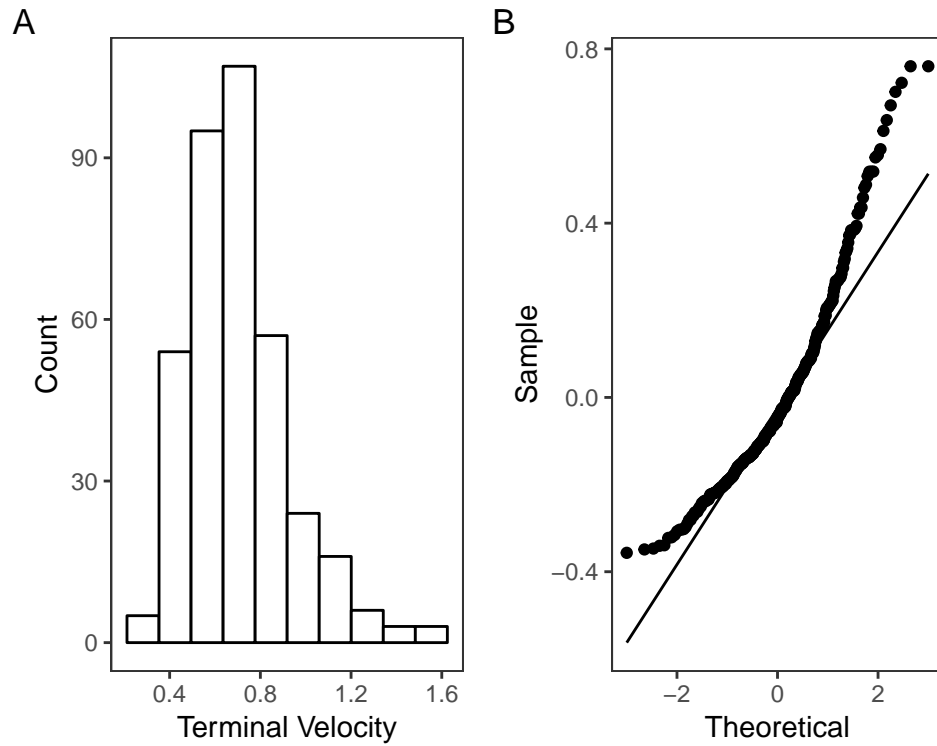 A
Count
90
60
30
0
0.4 0.8 1.2 1.6
Terminal Velocity
B
Sample
0.8
0.4
0.0
−0.4
−2 0 2
Theoretical